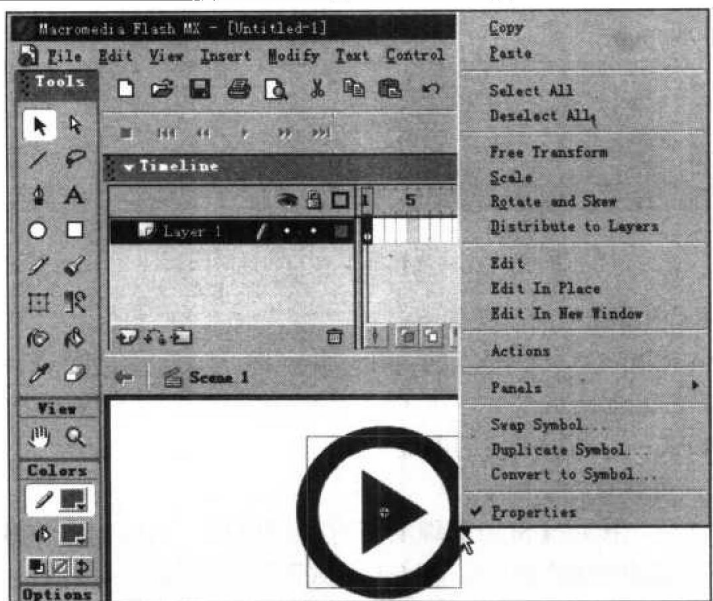 Macromedia Flash MX - [Untitled-1]
File Edit View Insert Modify Text Control
Tools
Timeline
1 5
Layer 1
Scene 1
View
Colors
Options
Copy
Paste
Select All
Deselect All
Free Transform
Scale
Rotate and Skew
Distribute to Layers
Edit
Edit In Place
Edit In New Window
Actions
Panels
Swap Symbol...
Duplicate Symbol...
Convert to Symbol...
Properties